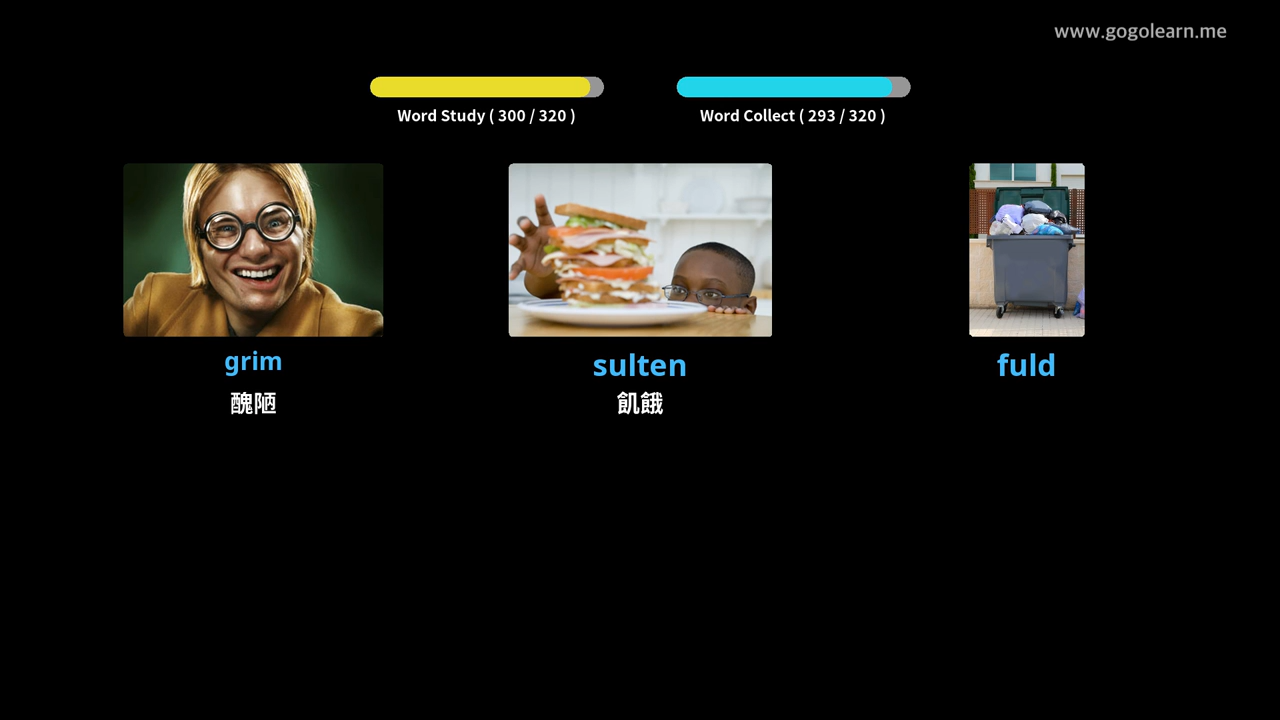 www.gogolearn.me
Word Study ( 300 / 320 )
Word Collect ( 293 / 320 )
grim
醜陋
sulten
飢餓
fuld